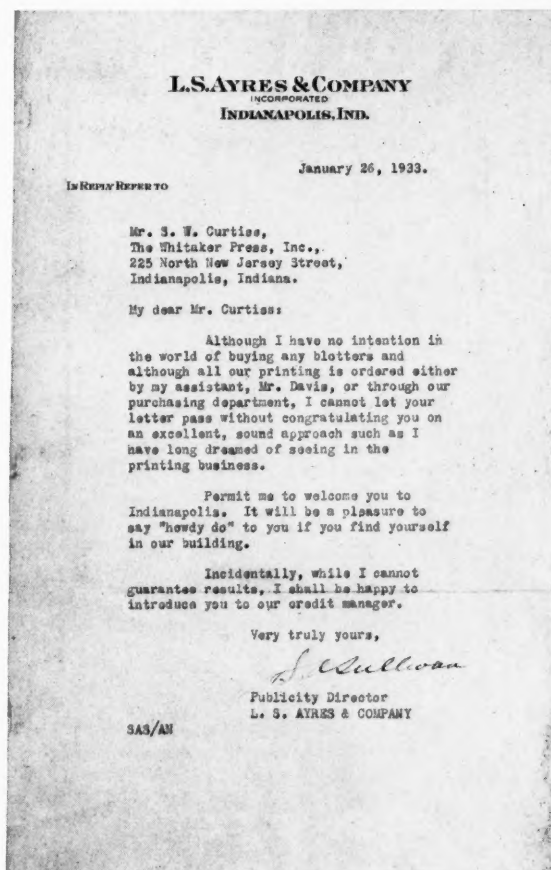 L.S.AYRES & COMPANY
INCORPORATED
INDIANAPOLIS, IND.
January 26, 1933.
IN REPLY REFER TO
Mr. S. W. Curtiss,
The Whitaker Press, Inc.,
225 North New Jersey Street,
Indianapolis, Indiana.
My dear Mr. Curtiss:
Although I have no intention in
the world of buying any blotters and
although all our printing is ordered either
by my assistant, Mr. Davis, or through our
purchasing department, I cannot let your
letter pass without congratulating you on
an excellent, sound approach such as I
have long dreamed of seeing in the
printing business.
Permit me to welcome you to
Indianapolis. It will be a pleasure to
say "howdy do" to you if you find yourself
in our building.
Incidentally, while I cannot
guarantee results, I shall be happy to
introduce you to our credit manager.
Very truly yours,
Sullivan
Publicity Director
L. S. AYRES & COMPANY
SAS/AN